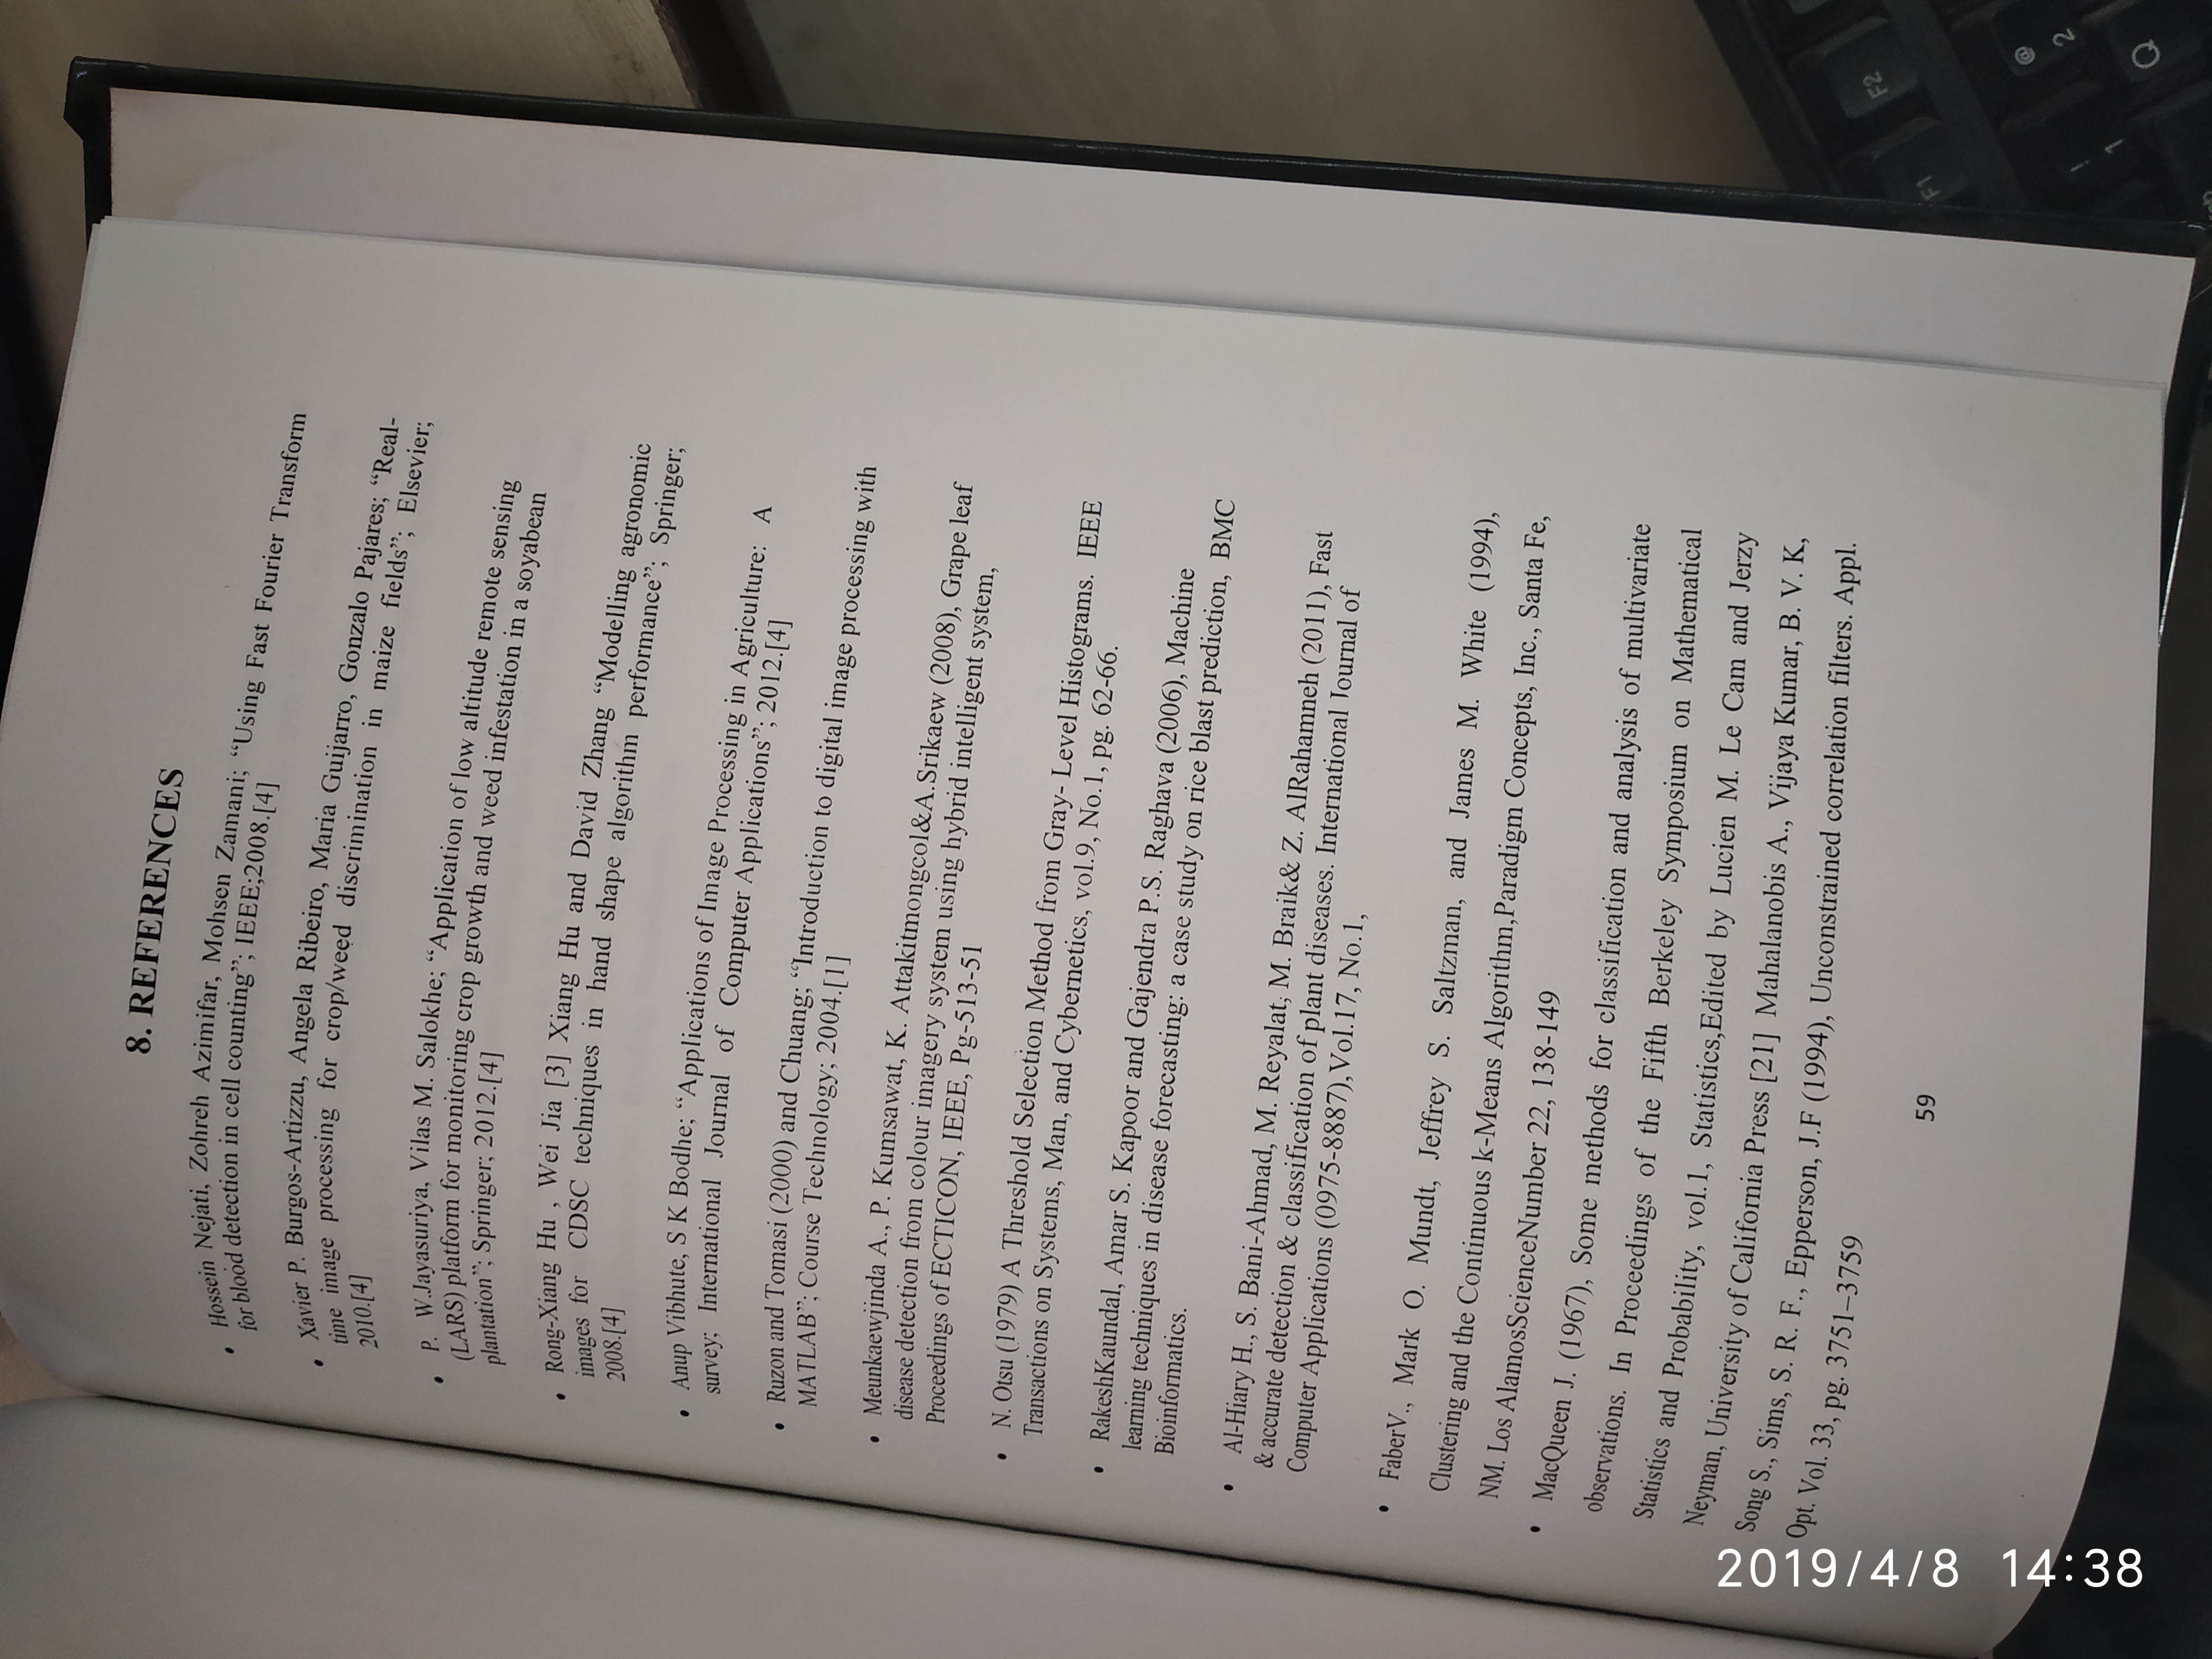 8. REFERENCES
• Hossein Nejati, Zohreh Azimifar, Mohsen Zamani; “Using Fast Fourier Transform
for blood detection in cell counting”; IEEE;2008.[4]
• Xavier P. Burgos-Artizzu, Angela Ribeiro, Maria Guijarro, Gonzalo Pajares; “Real-
time image processing for crop/weed discrimination in maize fields”; Elsevier;
2010.[4]
• P. W.Jayasuriya, Vilas M. Salokhe; “Application of low altitude remote sensing
(LARS) platform for monitoring crop growth and weed infestation in a soyabean
plantation”; Springer; 2012.[4]
• Rong-Xiang Hu , Wei Jia [3] Xiang Hu and David Zhang “Modelling agronomic
images for CDSC techniques in hand shape algorithm performance”; Springer;
2008.[4]
• Anup Vibhute, S K Bodhe; “Applications of Image Processing in Agriculture: A
survey; International Journal of Computer Applications”; 2012.[4]
• Ruzon and Tomasi (2000) and Chuang; “Introduction to digital image processing with
MATLAB”; Course Technology; 2004.[1]
• Meunkaewjinda A., P. Kumsawat, K. Attakitmongcol&A.Srikaew (2008), Grape leaf
disease detection from colour imagery system using hybrid intelligent system,
Proceedings of ECTICON, IEEE, Pg-513-51
• N. Otsu (1979) A Threshold Selection Method from Gray- Level Histograms. IEEE
Transactions on Systems, Man, and Cybernetics, vol.9, No.1, pg. 62-66.
• RakeshKaundal, Amar S. Kapoor and Gajendra P.S. Raghava (2006), Machine
learning techniques in disease forecasting: a case study on rice blast prediction, BMC
Bioinformatics.
• Al-Hiary H., S. Bani-Ahmad, M. Reyalat, M. Braik& Z. AlRahamneh (2011), Fast
& accurate detection & classification of plant diseases. International Journal of
Computer Applications (0975-8887),Vol.17, No.1,
• FaberV., Mark O. Mundt, Jeffrey S. Saltzman, and James M. White (1994),
Clustering and the Continuous k-Means Algorithm,Paradigm Concepts, Inc., Santa Fe,
NM. Los AlamosScienceNumber 22, 138-149
• MacQueen J. (1967), Some methods for classification and analysis of multivariate
observations. In Proceedings of the Fifth Berkeley Symposium on Mathematical
Statistics and Probability, vol.1, Statistics,Edited by Lucien M. Le Cam and Jerzy
Neyman, University of California Press [21] Mahalanobis A., Vijaya Kumar, B. V. K,
Song S., Sims, S. R. F., Epperson, J.F (1994), Unconstrained correlation filters. Appl.
Opt. Vol. 33, pg. 3751–3759
59
F1
F2
! 1
@ 2
Q
2019/4/8 14:38